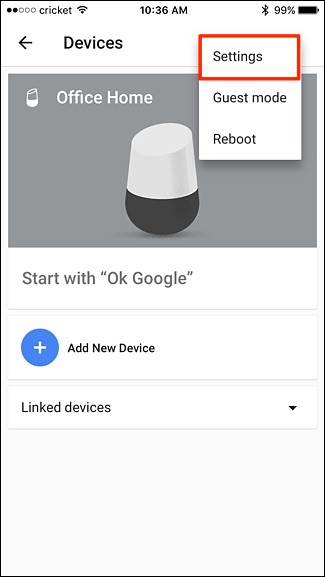 cricket 10:36 AM 99%
Devices
Settings
Office Home
Guest mode
Reboot
Start with “Ok Google”
Add New Device
Linked devices